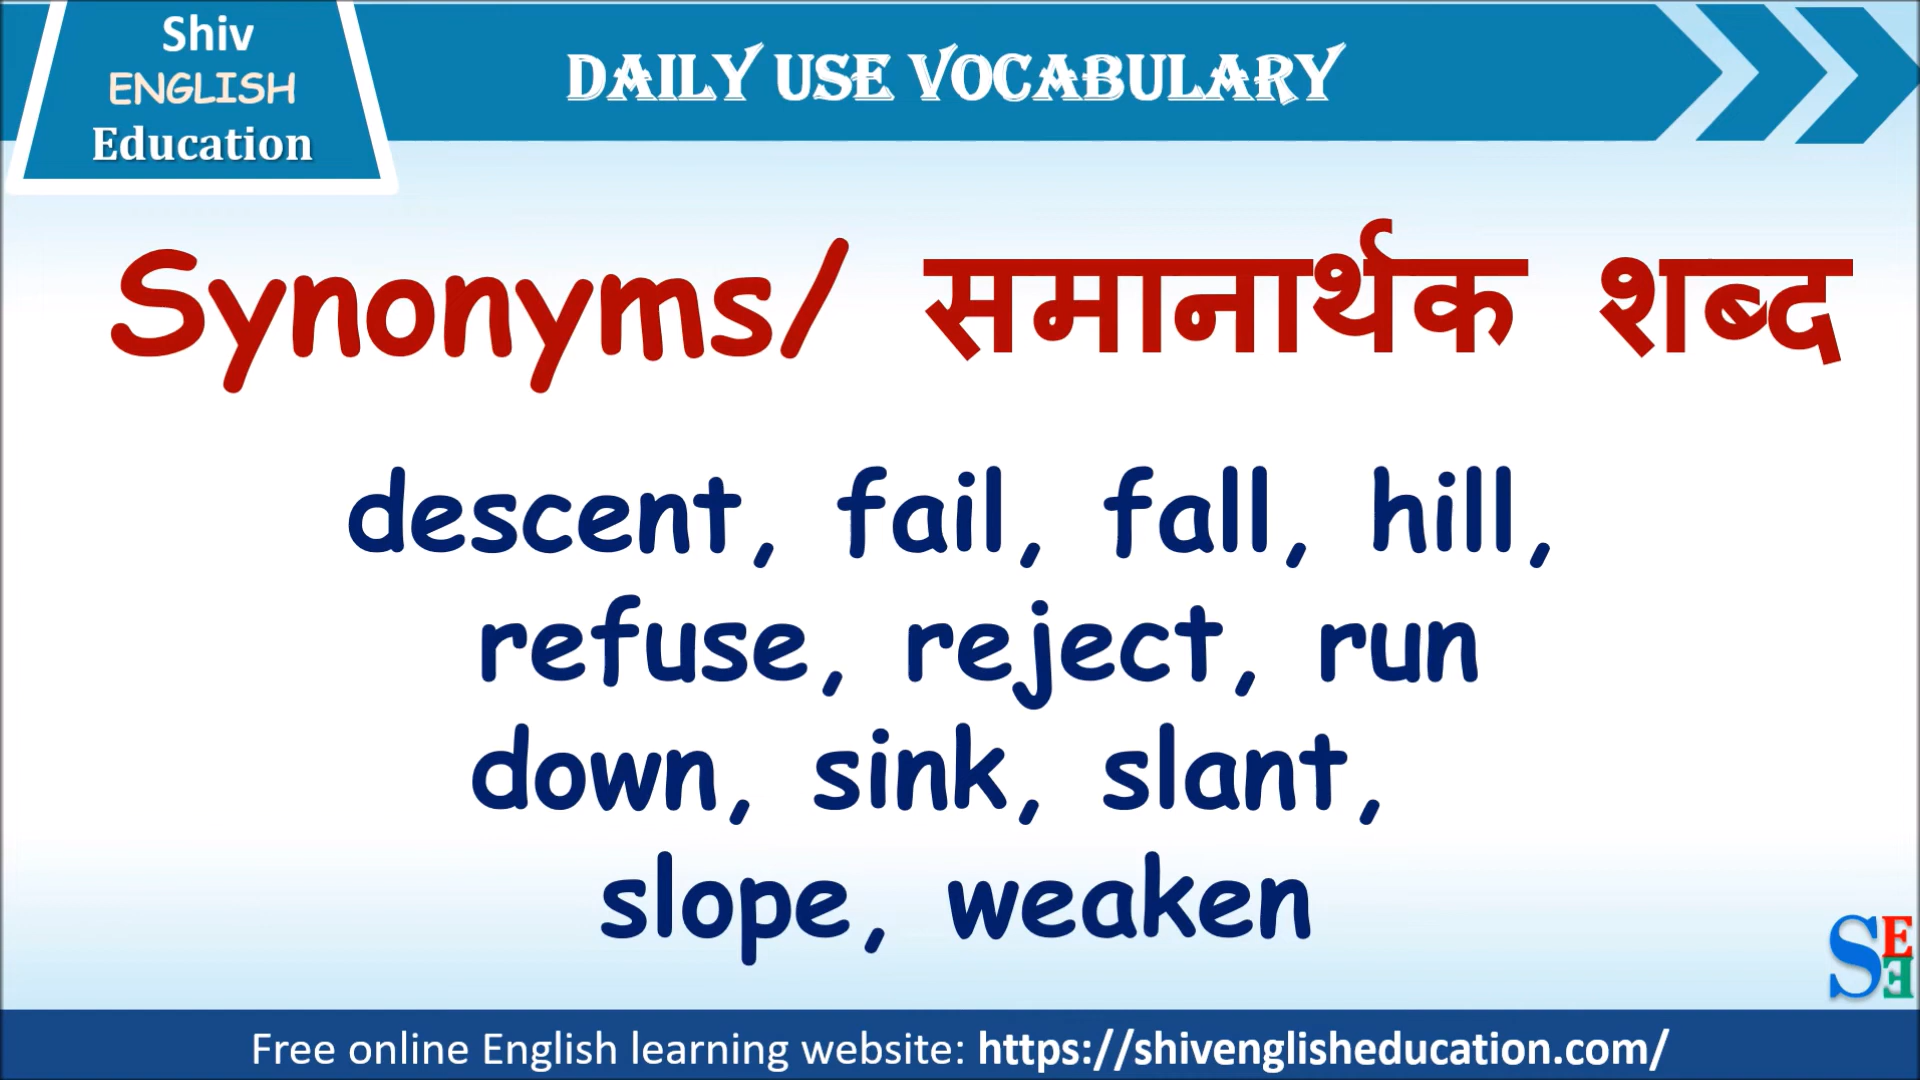 Shiv
ENGLISH
Education
DAILY USE VOCABULARY
Synonyms/ समानार्थक शब्द
descent, fail, fall, hill,
refuse, reject, run
down, sink, slant,
slope, weaken
SEE
Free online English learning website: https://shivenglisheducation.com/